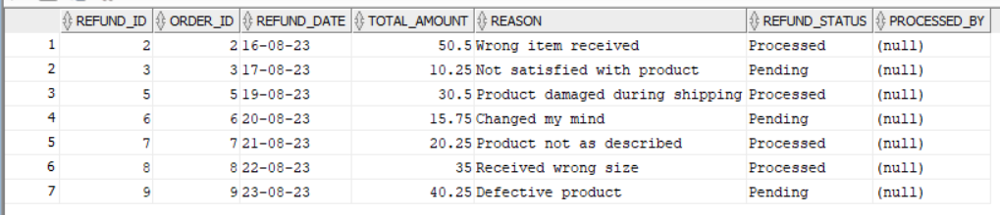 REFUND_ID ORDER_ID REFUND_DATE TOTAL_AMOUNT REASON REFUND_STATUS PROCESSED_BY
1 2 2 16-08-23 50.5 Wrong item received Processed (null)
2 3 3 17-08-23 10.25 Not satisfied with product Pending (null)
3 5 5 19-08-23 30.5 Product damaged during shipping Processed (null)
4 6 6 20-08-23 15.75 Changed my mind Pending (null)
5 7 7 21-08-23 20.25 Product not as described Processed (null)
6 8 8 22-08-23 35 Received wrong size Processed (null)
7 9 9 23-08-23 40.25 Defective product Pending (null)